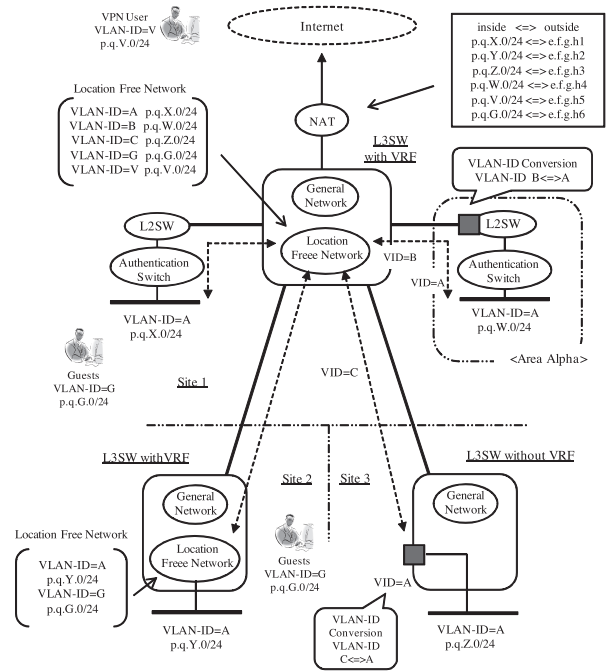 VPN User
VLAN-ID=V
p.q.V.0/24
Internet
inside <=> outside
p.q.X.0/24 <=> e.f.g.h1
p.q.Y.0/24 <=> e.f.g.h2
p.q.Z.0/24 <=> e.f.g.h3
p.q.W.0/24 <=> e.f.g.h4
p.q.V.0/24 <=> e.f.g.h5
p.q.G.0/24 <=> e.f.g.h6
Location Free Network
VLAN-ID=A p.q.X.0/24
VLAN-ID=B p.q.W.0/24
VLAN-ID=C p.q.Z.0/24
VLAN-ID=G p.q.G.0/24
VLAN-ID=V p.q.V.0/24
NAT
L3SW
with VRF
VLAN-ID Conversion
VLAN-ID B<=>A
General
Network
L2SW
Location
Freee Network
L2SW
Authentication
Switch
VID=B
Authentication
Switch
VID=A
VLAN-ID=A
p.q.X.0/24
VLAN-ID=A
p.q.W.0/24
<Area Alpha>
Guests
VLAN-ID=G
p.q.G.0/24
Site 1
VID=C
L3SW withVRF
Site 2
Site 3
L3SW without VRF
General
Network
General
Network
Location Free Network
VLAN-ID=A
p.q.Y.0/24
VLAN-ID=G
p.q.G.0/24
Location
Free Network
Guests
VLAN-ID=G
p.q.G.0/24
VID=A
VLAN-ID=A
p.q.Y.0/24
VLAN-ID
Conversion
VLAN-ID
C<=>A
VLAN-ID=A
p.q.Z.0/24